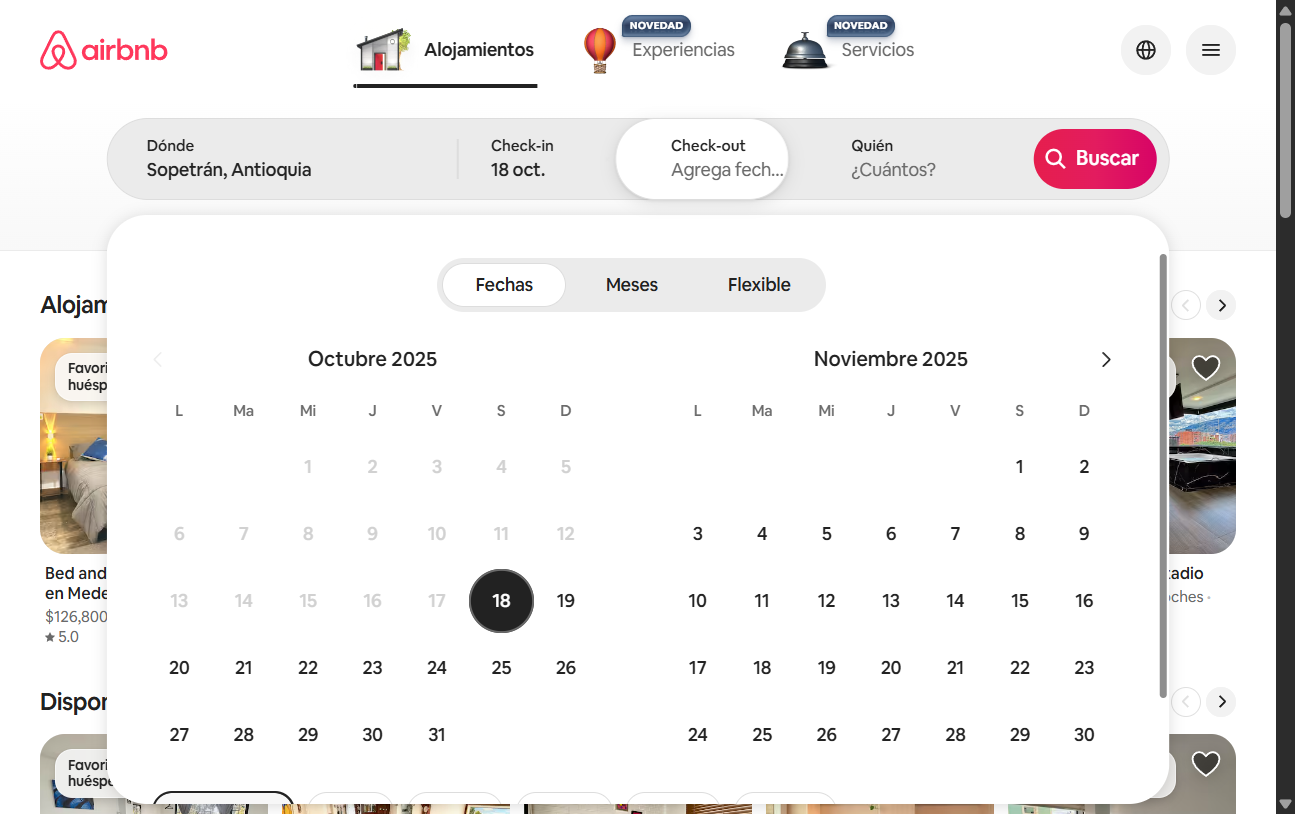 airbnb
Alojamientos
NOVEDAD
Experiencias
NOVEDAD
Servicios
Dónde
Sopetrán, Antioquia
Check-in
18 oct.
Check-out
Agrega fech...
Quién
¿Cuántos?
Buscar
Fechas
Meses
Flexible
Octubre 2025
L Ma Mi J V S D
1 2 3 4 5
6 7 8 9 10 11 12
13 14 15 16 17 18 19
20 21 22 23 24 25 26
27 28 29 30 31
Noviembre 2025
L Ma Mi J V S D
1 2
3 4 5 6 7 8 9
10 11 12 13 14 15 16
17 18 19 20 21 22 23
24 25 26 27 28 29 30
Alojam
Favori
huésp
Bed and
en Mede
$126,800
5.0
tadio
oches ·
Dispon
Favori
huéspe